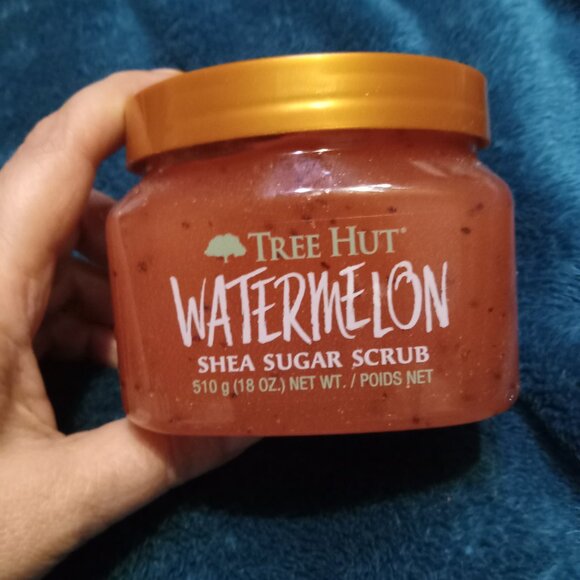 TREE HUT®
WATERMELON
SHEA SUGAR SCRUB
510 g (18 OZ.) NET WT. / POIDS NET